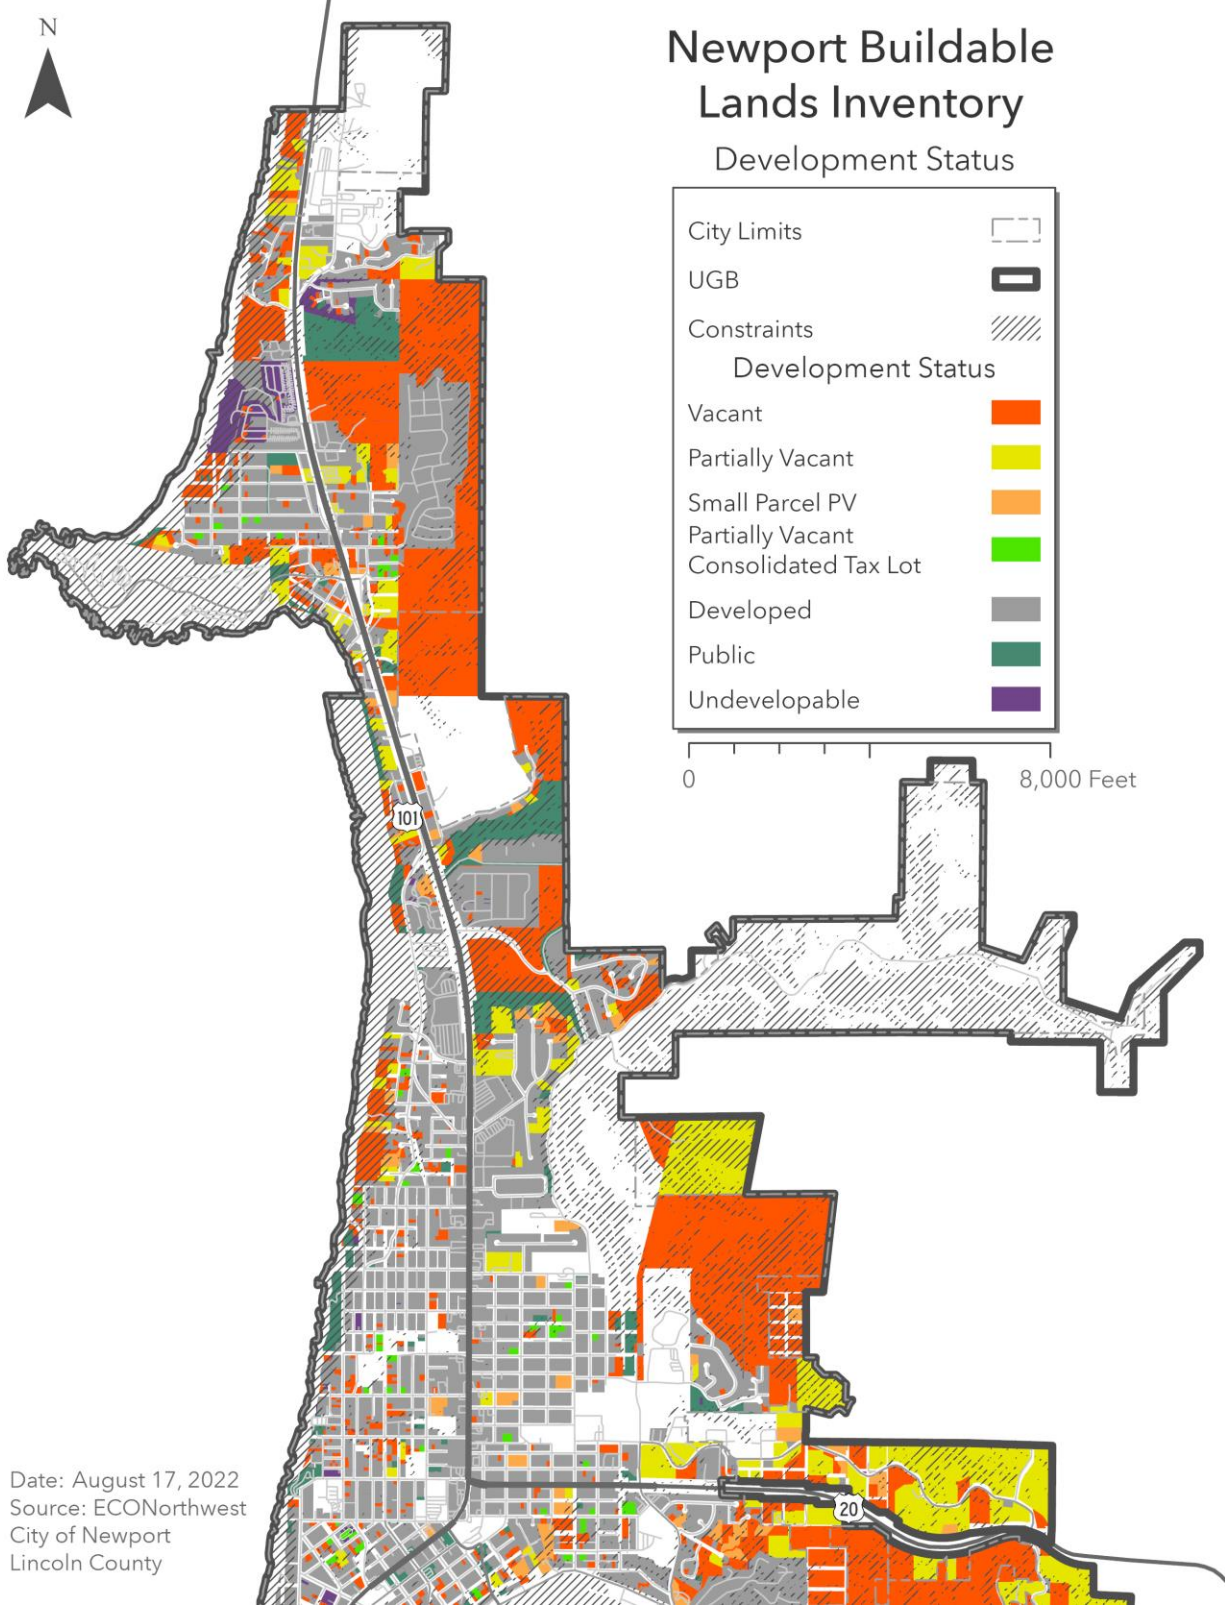 N
Newport Buildable
Lands Inventory
Development Status
City Limits
UGB
Constraints
Development Status
Vacant
Partially Vacant
Small Parcel PV
Partially Vacant
Consolidated Tax Lot
Developed
Public
Undevelopable
0 8,000 Feet
101
20
Date: August 17, 2022
Source: ECONorthwest
City of Newport
Lincoln County